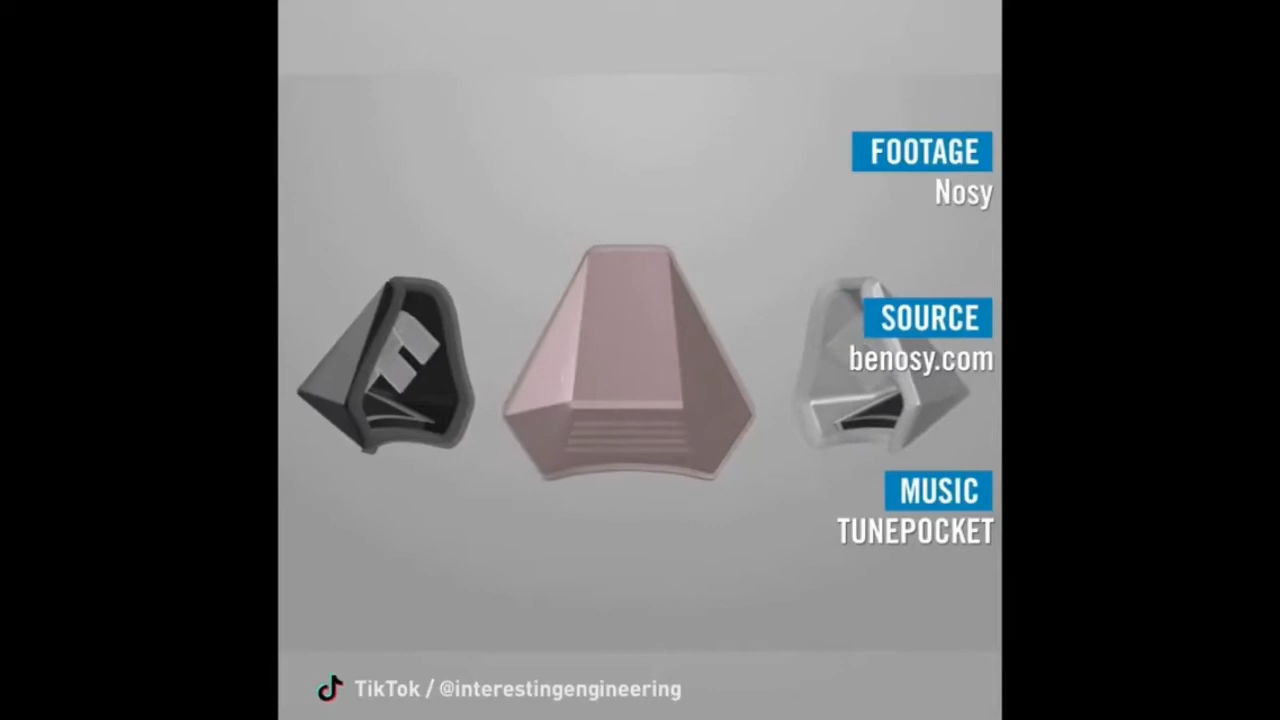 FOOTAGE
Nosy
SOURCE
benosy.com
MUSIC
TUNEPOCKET
TikTok / @interestingengineering